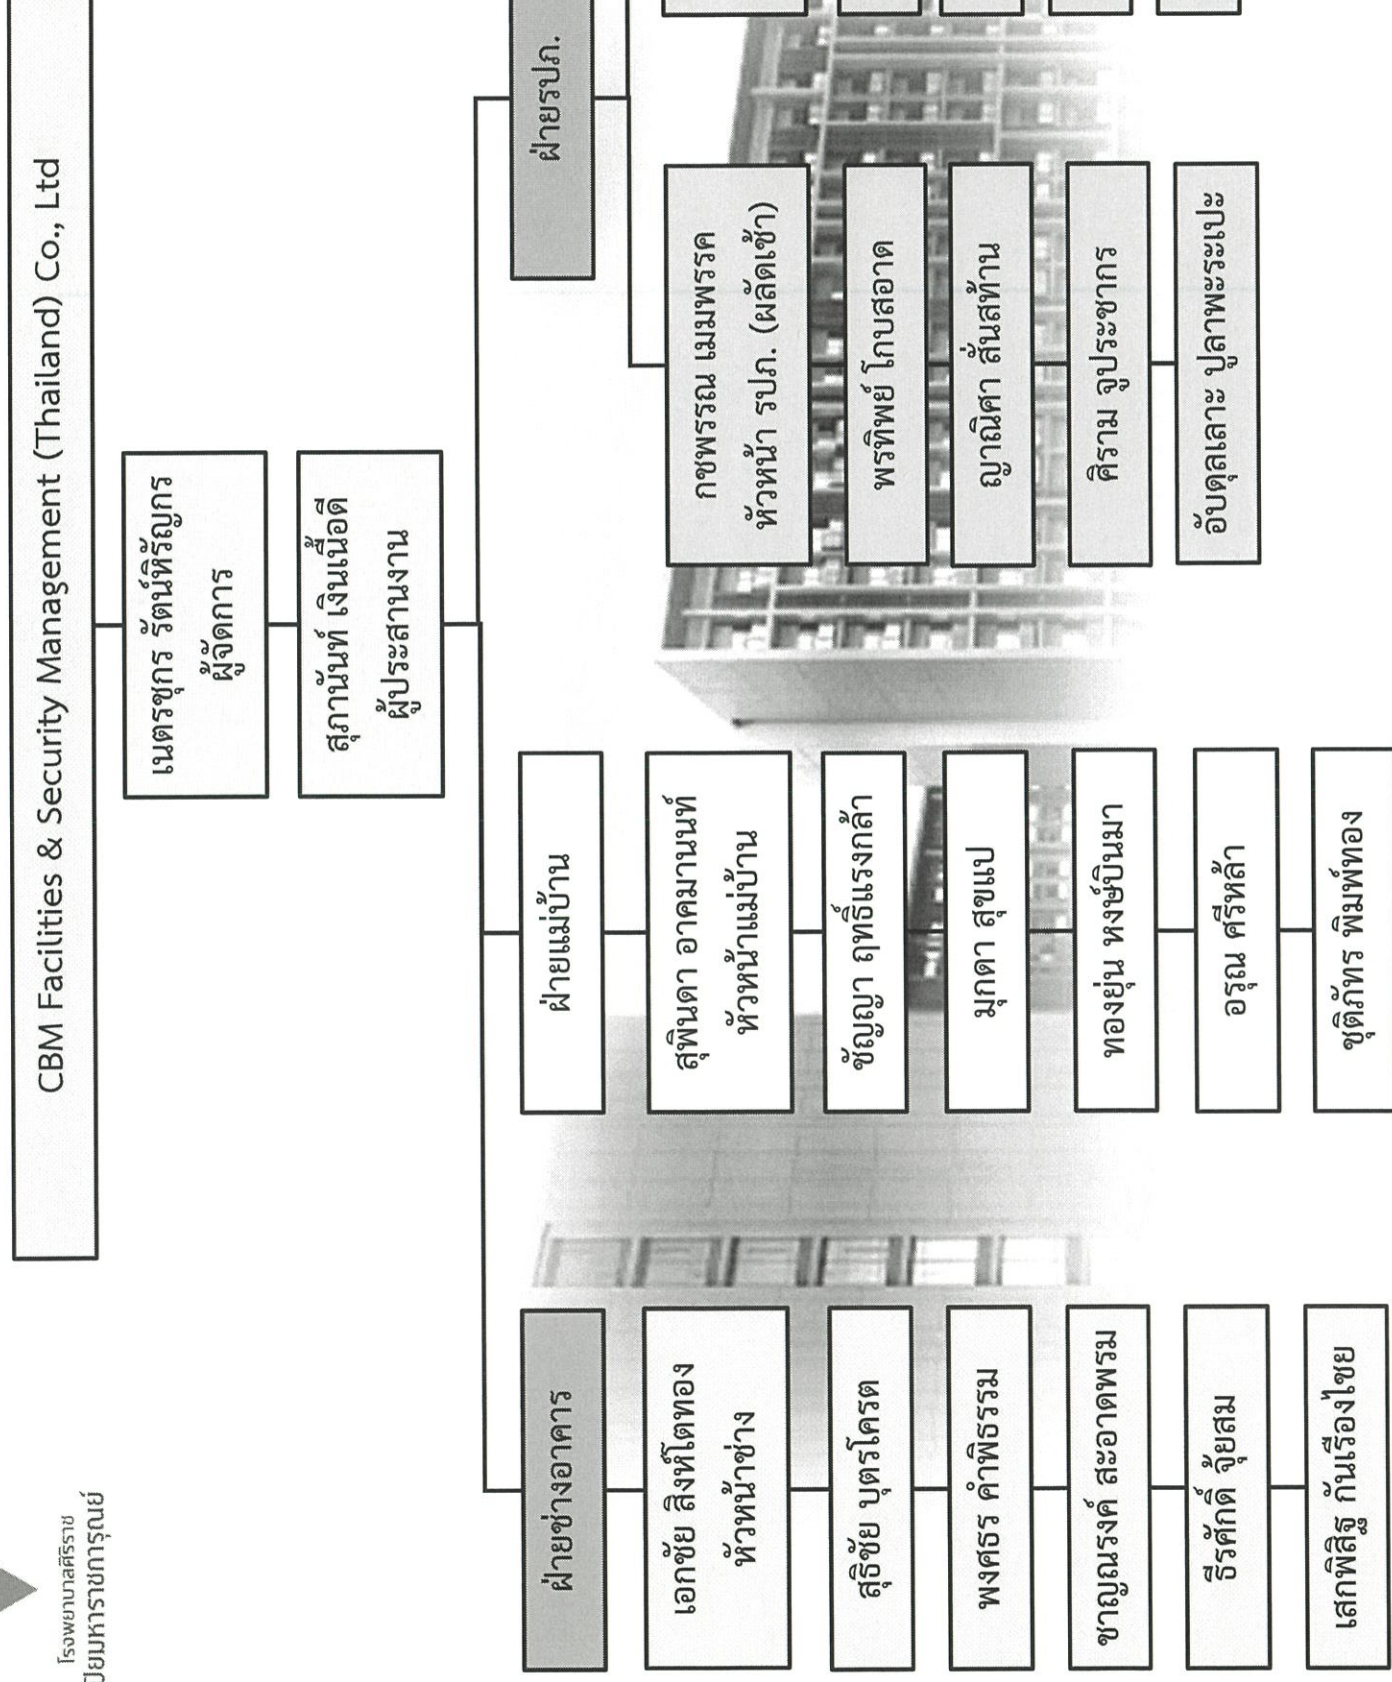 โรงพยาบาลศิริราช
ปิยมหาราชการุณย์
CBM Facilities & Security Management (Thailand) Co., Ltd
เนตรชุกร รัตน์หิรัญกร
ผู้จัดการ
สุภานันท์ เงินเนื้อดี
ผู้ประสานงาน
ฝ่ายช่างอาคาร
เอกชัย สิงห์โตทอง
หัวหน้าช่าง
สุธิชัย บุตรโครต
พงศธร คำพิธรรม
ชาญณรงค์ สะอาดพรม
ธีรศักดิ์ จู้ยสม
เสกพิสิฐ กันเรืองไชย
ฝ่ายแม่บ้าน
สุพินดา อาคมานนท์
หัวหน้าแม่บ้าน
ชัญญา ฤทธิ์แรงกล้า
มุกดา สุขแป
ทองยุ่น หงษ์บินมา
อรุณ ศรีหล้า
ชุติภัทร พิมพ์ทอง
ฝ่ายรปภ.
กชพรรณ เมมพรรค
หัวหน้า รปภ. (ผลัดเช้า)
พรทิพย์ โกบสอาด
ญาณิศา สั่นสท้าน
ศิราม จูประชากร
อับดุลเลาะ ปูลาพะระเปะ